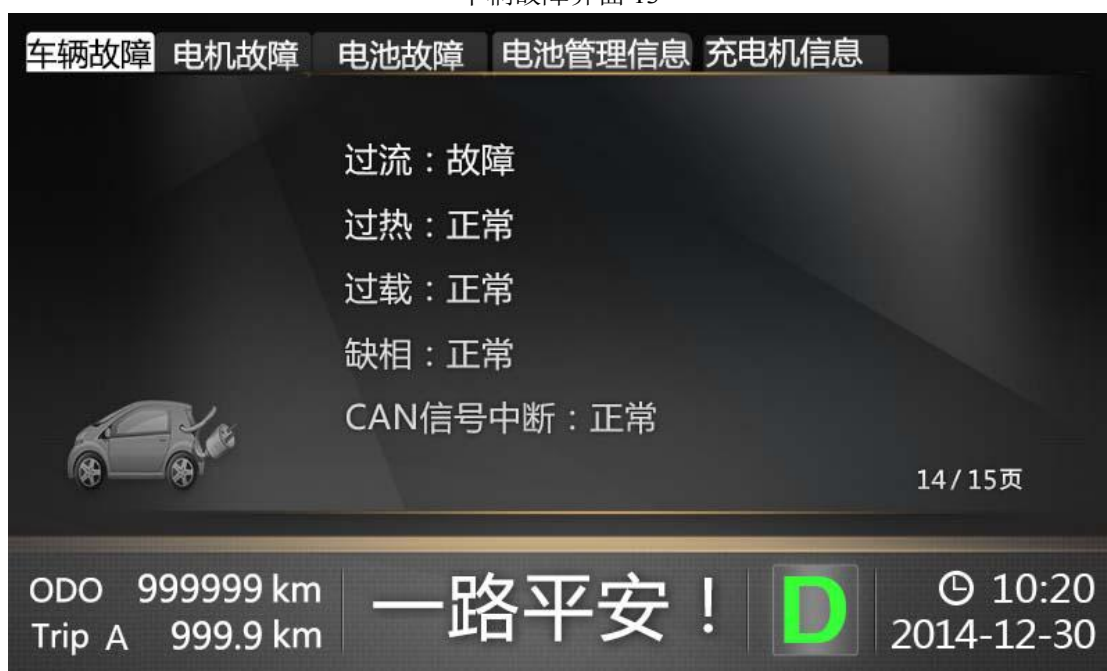 车辆故障 电机故障 电池故障 电池管理信息 充电机信息
过流：故障
过热：正常
过载：正常
缺相：正常
CAN信号中断：正常
14/15页
ODO 999999 km
Trip A 999.9 km
一路平安！
D
10:20
2014-12-30